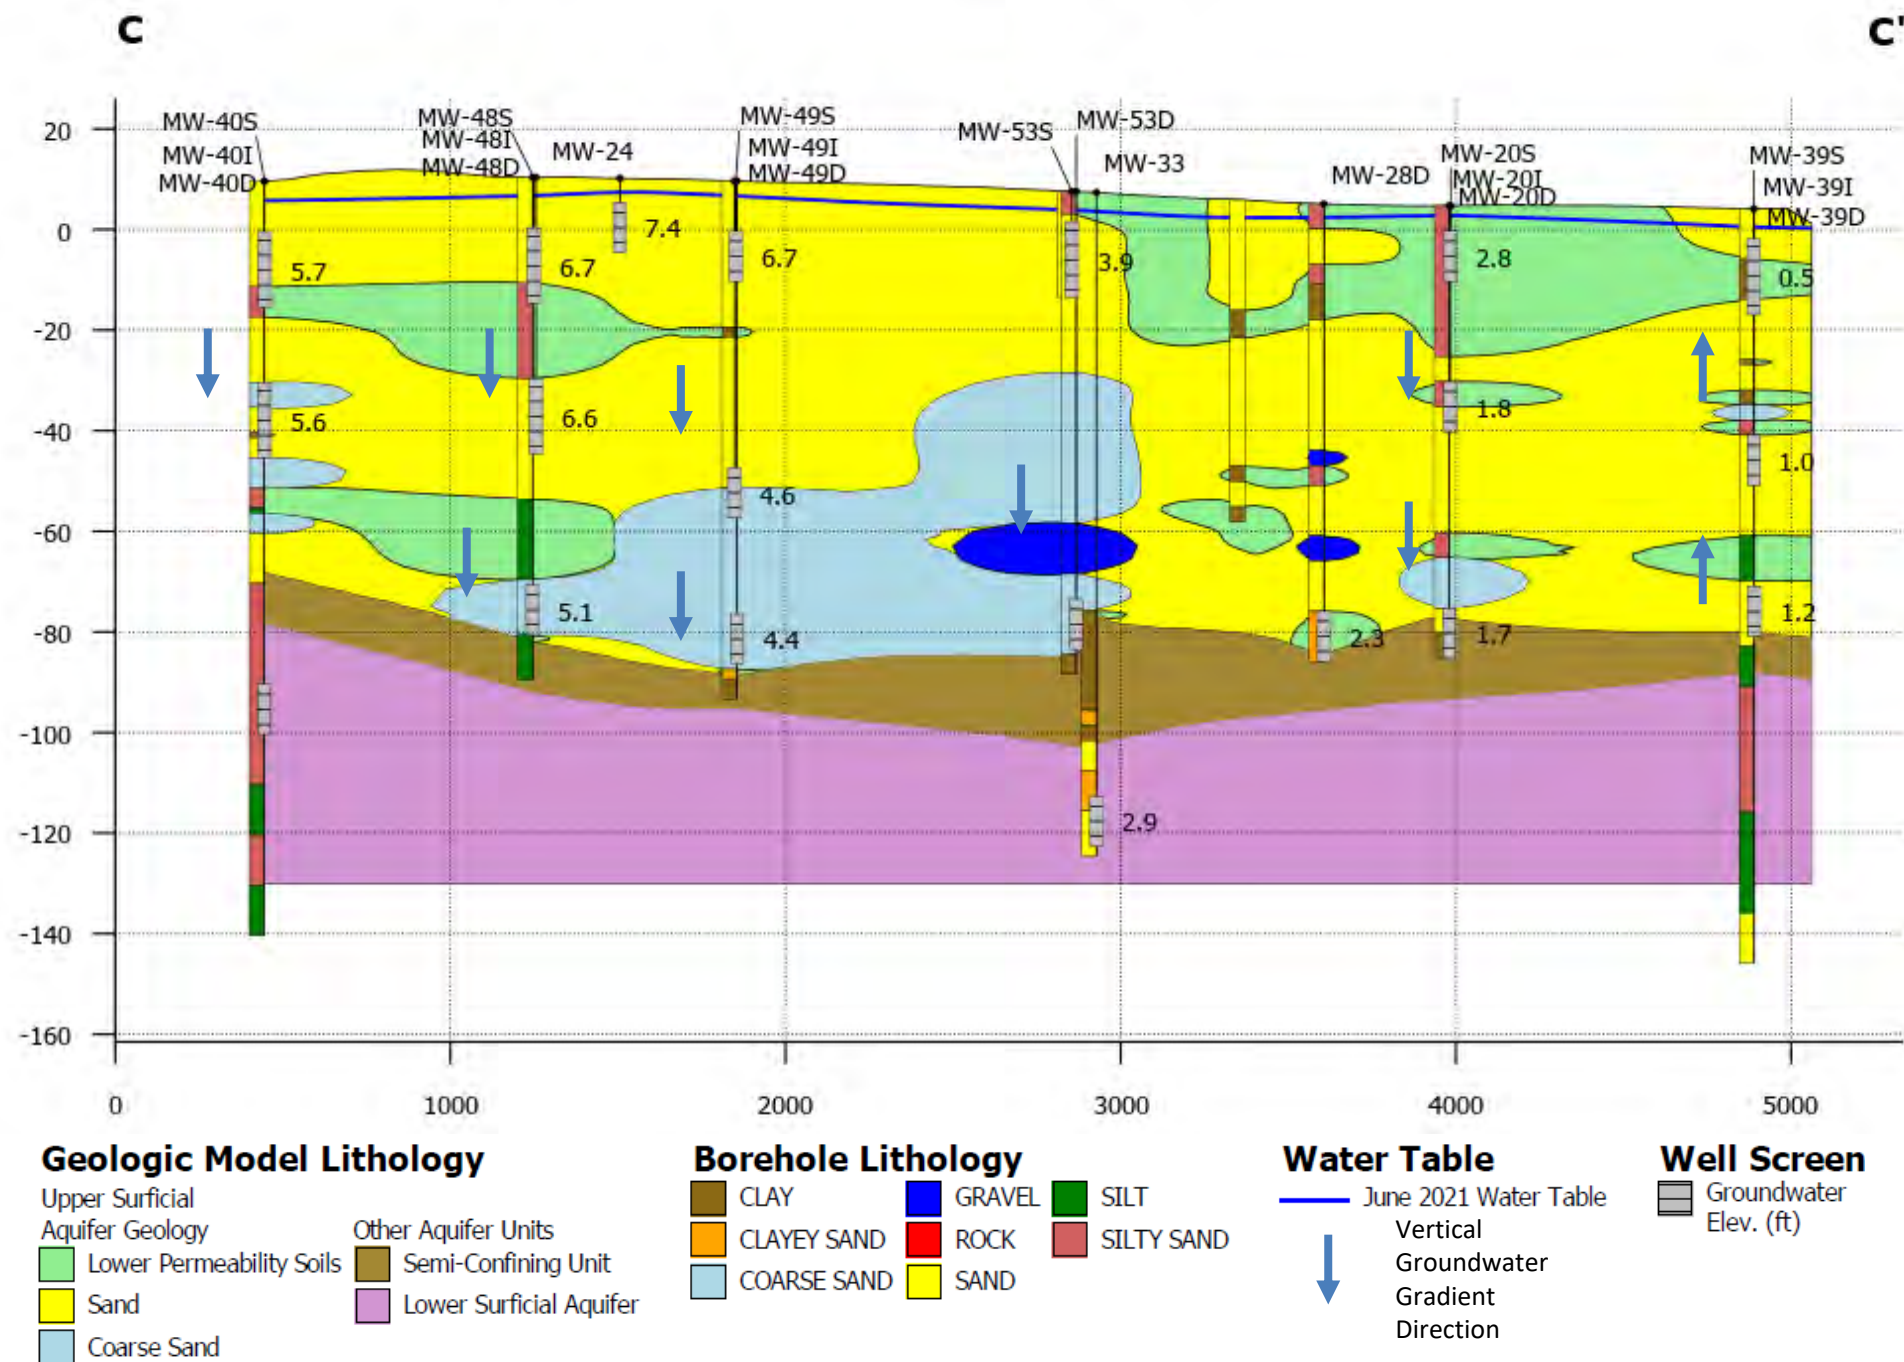 C
C'
MW-40S
MW-40I
MW-40D
MW-48S
MW-48I
MW-48D
MW-24
MW-49S
MW-49I
MW-49D
MW-53S
MW-53D
MW-33
MW-28D
MW-20S
MW-20I
MW-20D
MW-39S
MW-39I
MW-39D
20
0
-20
-40
-60
-80
-100
-120
-140
-160
5.7
5.6
6.7
6.6
5.1
7.4
6.7
4.6
4.4
3.9
2.9
2.3
2.8
1.8
1.7
0.5
1.0
1.2
0
1000
2000
3000
4000
5000
Geologic Model Lithology
Upper Surficial
Aquifer Geology
Lower Permeability Soils
Sand
Coarse Sand
Other Aquifer Units
Semi-Confining Unit
Lower Surficial Aquifer
Borehole Lithology
CLAY
CLAYEY SAND
COARSE SAND
GRAVEL
ROCK
SAND
SILT
SILTY SAND
Water Table
June 2021 Water Table
Vertical
Groundwater
Gradient
Direction
Well Screen
Groundwater
Elev. (ft)